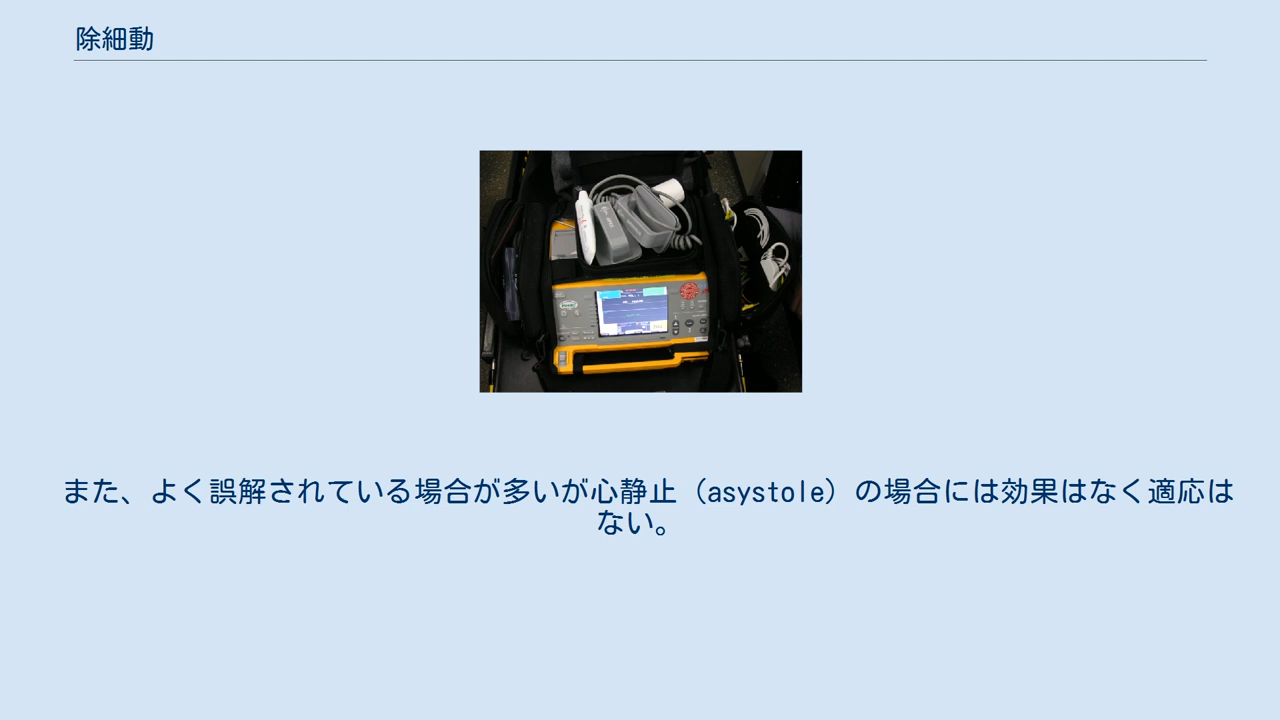 除細動
また、よく誤解されている場合が多いが心静止（asystole）の場合には効果はなく適応は
ない。